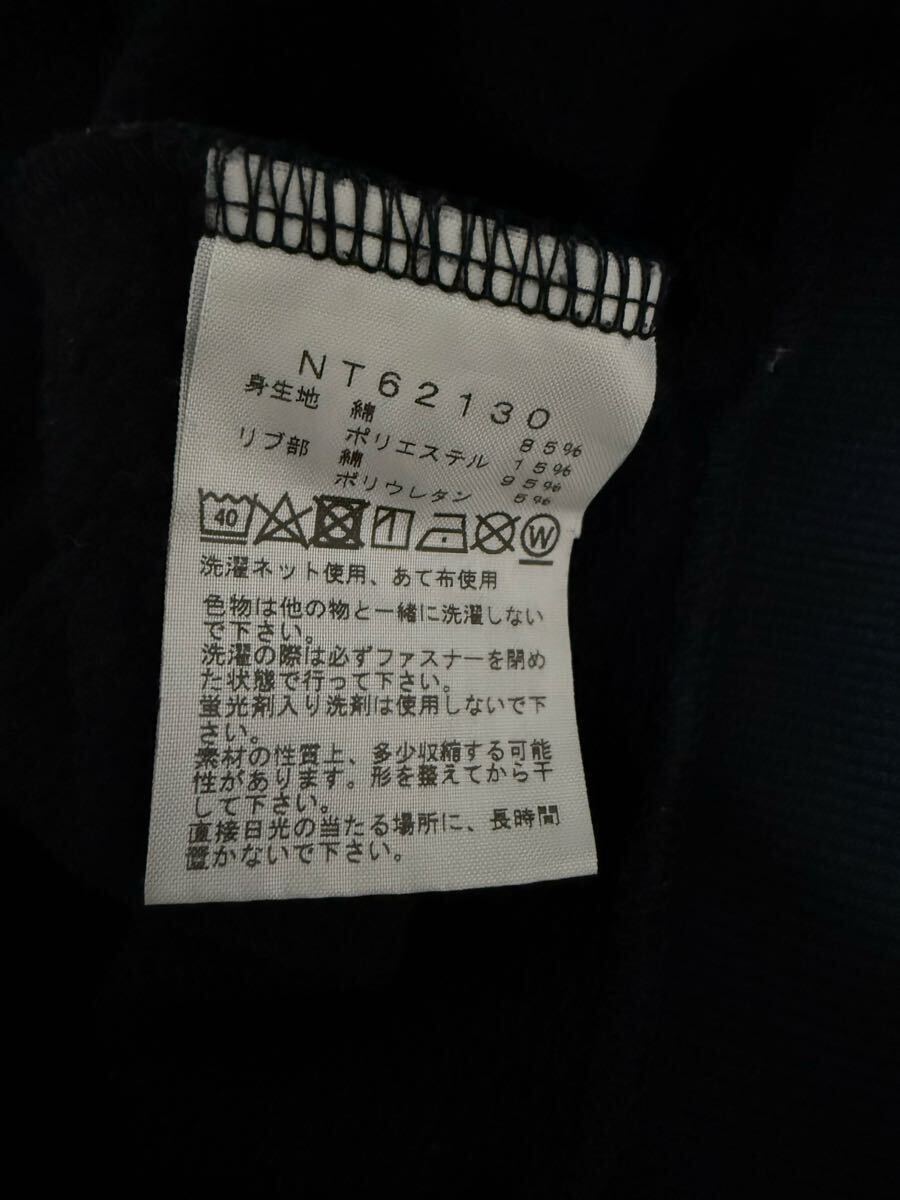 NT62130
身生地 綿 85%
ポリエステル 15%
リブ部 綿 95%
ポリウレタン 5%
40 W
洗濯ネット使用、あて布使用
色物は他の物と一緒に洗濯しない
で下さい。
洗濯の際は必ずファスナーを閉め
た状態で行って下さい。
蛍光剤入り洗剤は使用しないで下
さい。
素材の性質上、多少収縮する可能
性があります。形を整えてから干
して下さい。
直接日光の当たる場所に、長時間
置かないで下さい。